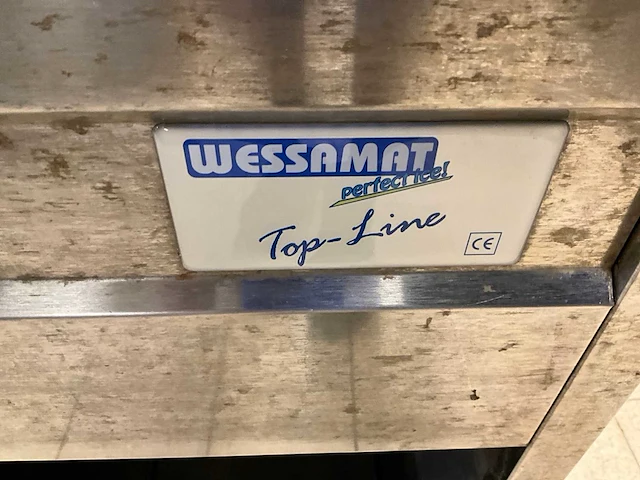 WESSAMAT
perfect ice!
Top-Line
CE